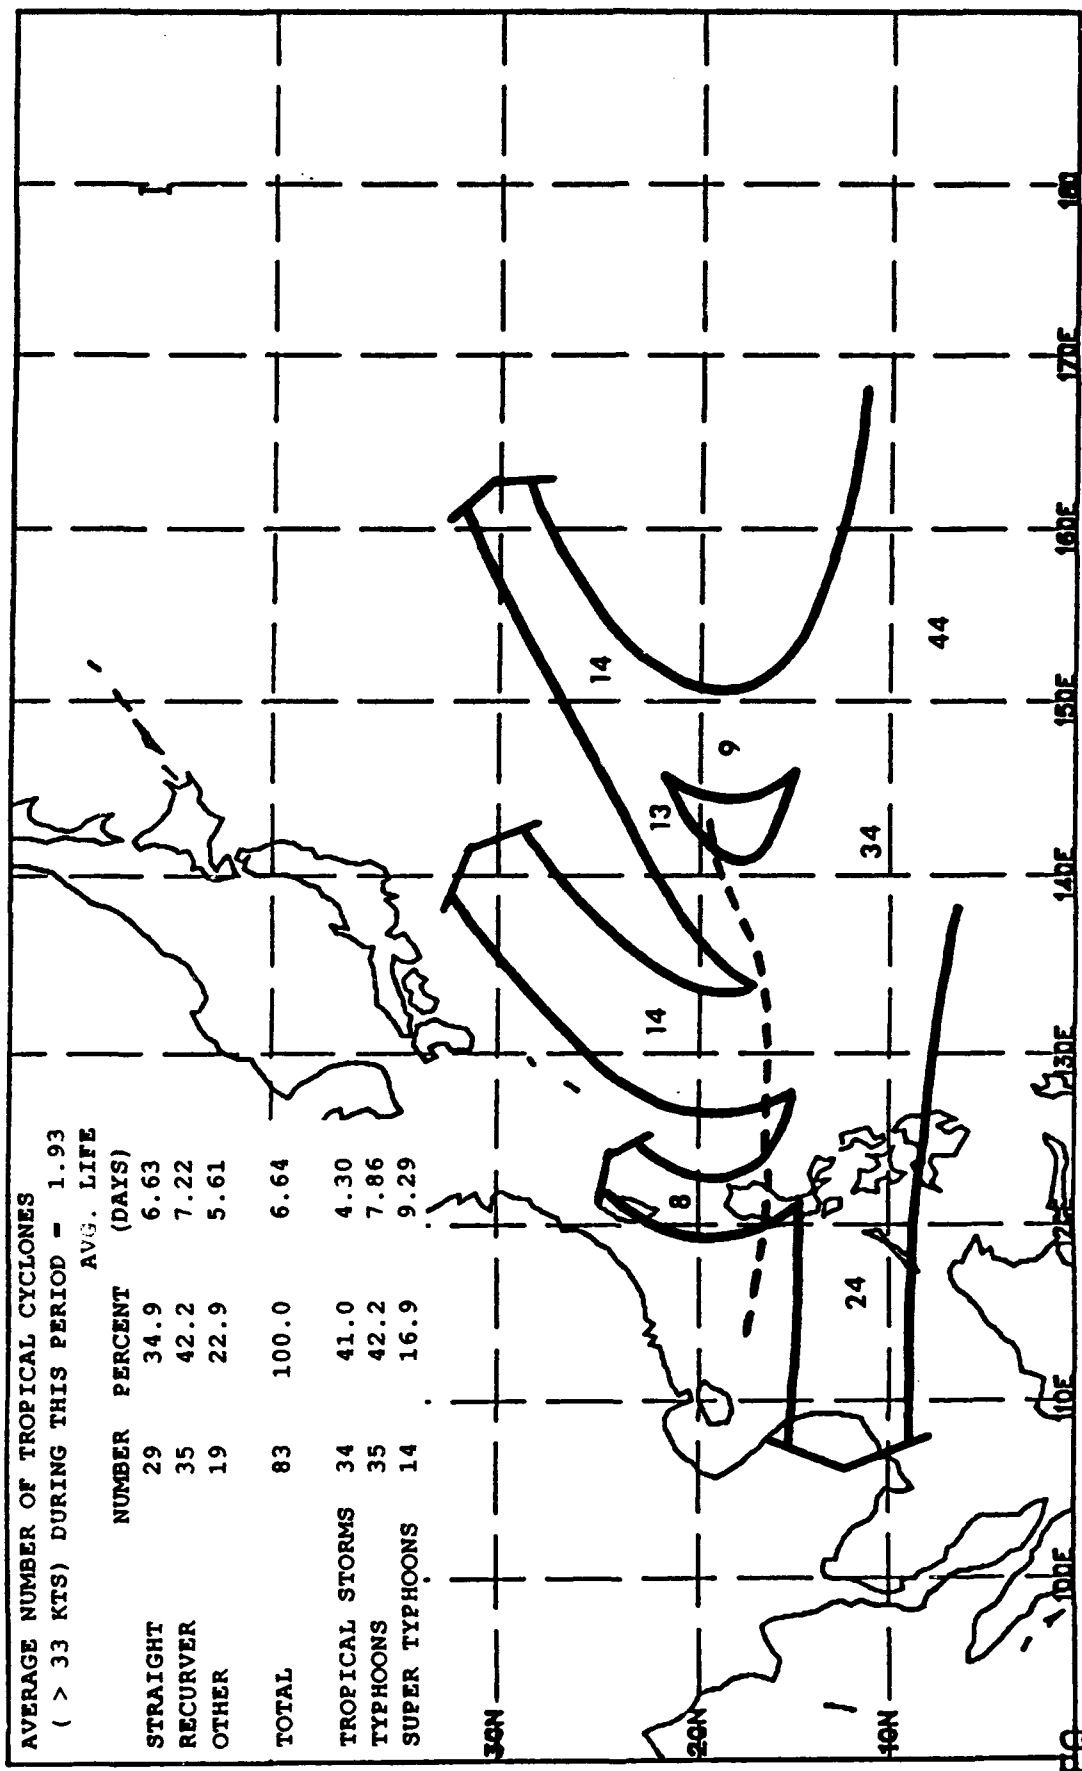 AVERAGE NUMBER OF TROPICAL CYCLONES
( > 33 KTS) DURING THIS PERIOD = 1.93
AVG. LIFE
NUMBER PERCENT (DAYS)
STRAIGHT 29 34.9 6.63
RECURVER 35 42.2 7.22
OTHER 19 22.9 5.61
TOTAL 83 100.0 6.64
TROPICAL STORMS 34 41.0 4.30
TYPHOONS 35 42.2 7.86
SUPER TYPHOONS 14 16.9 9.29
30N
20N
10N
14
14
13
9
8
34
44
24
100E
110E
120E
130E
140E
150E
160E
170E
180